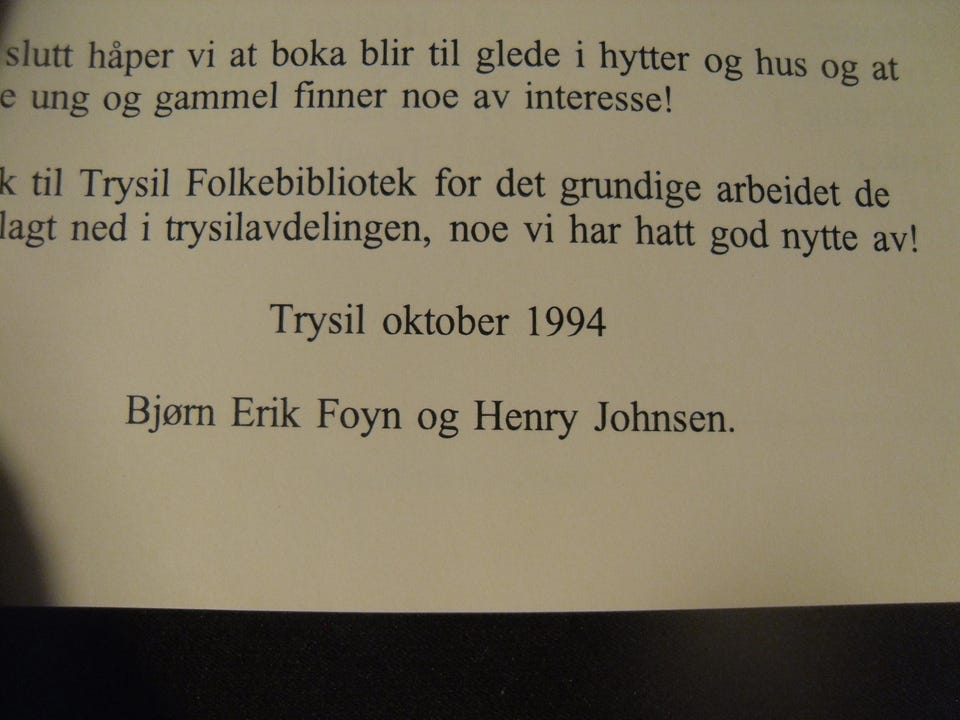 slutt håper vi at boka blir til glede i hytter og hus og at
e ung og gammel finner noe av interesse!
k til Trysil Folkebibliotek for det grundige arbeidet de
lagt ned i trysilavdelingen, noe vi har hatt god nytte av!
Trysil oktober 1994
Bjørn Erik Foyn og Henry Johnsen.